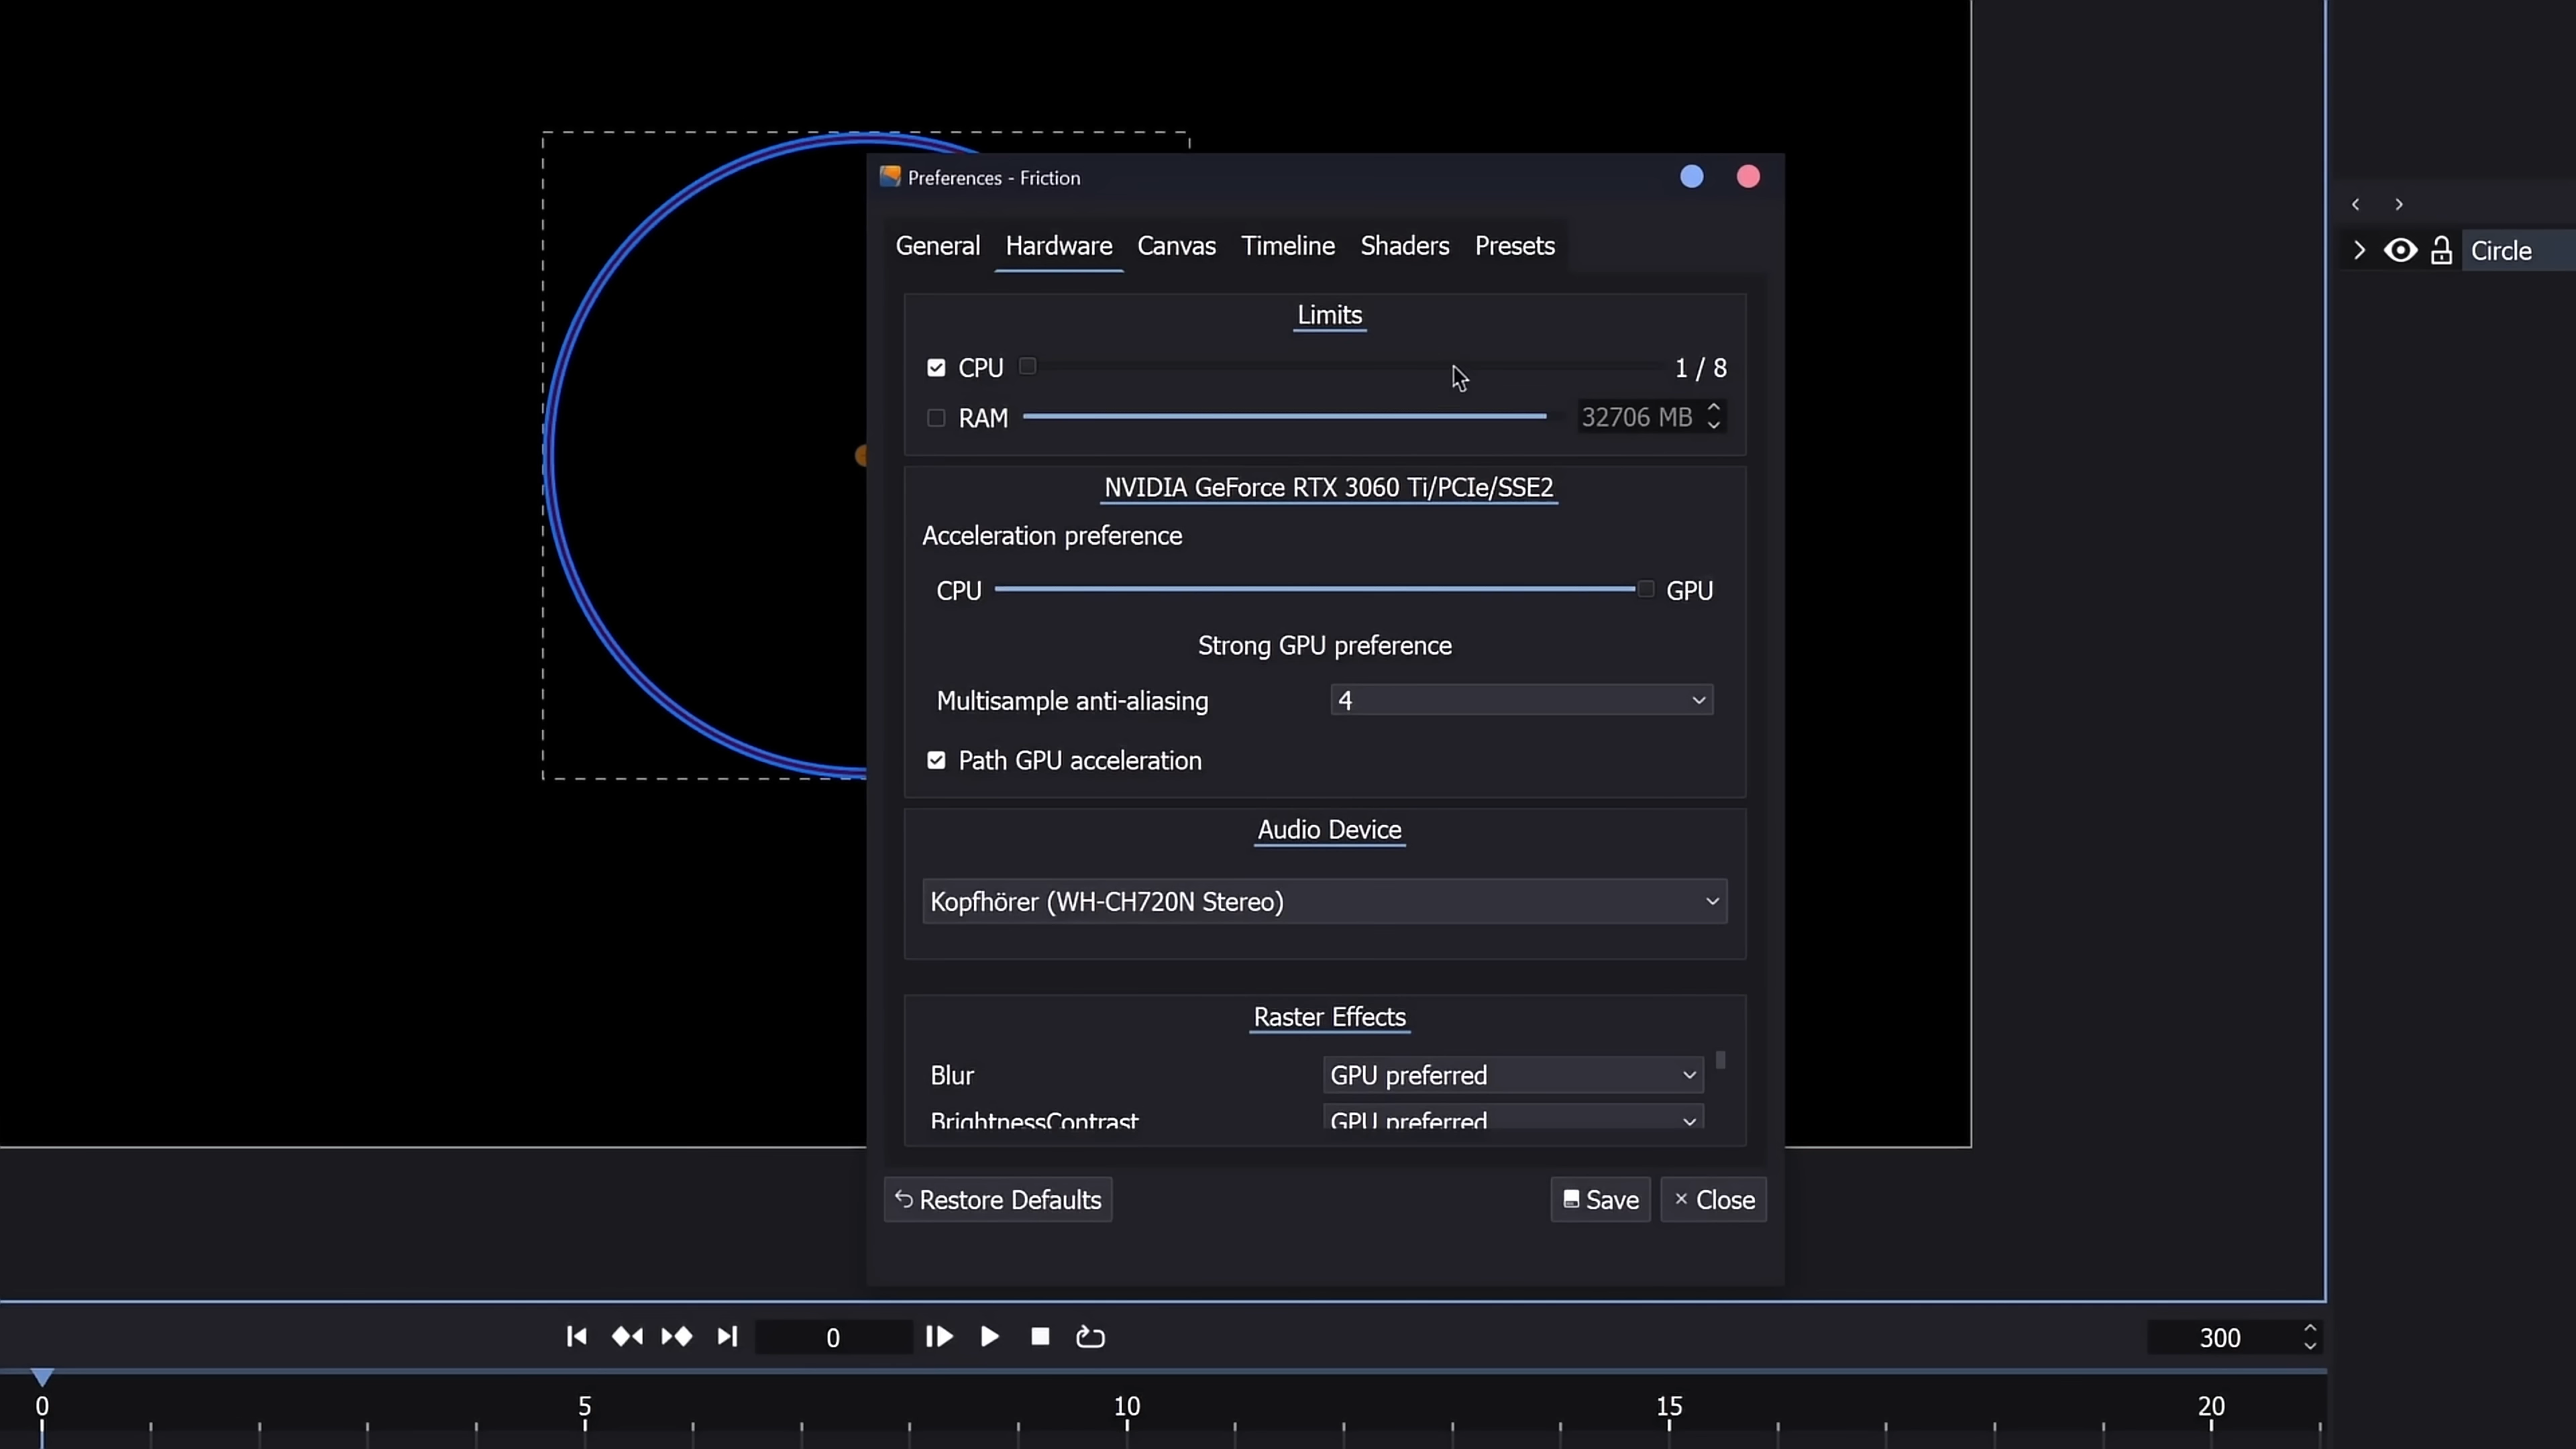 Preferences - Friction
General Hardware Canvas Timeline Shaders Presets
Circle
Limits
CPU 1 / 8
RAM 32706 MB
NVIDIA GeForce RTX 3060 Ti/PCIe/SSE2
Acceleration preference
CPU GPU
Strong GPU preference
Multisample anti-aliasing 4
Path GPU acceleration
Audio Device
Kopfhörer (WH-CH720N Stereo)
Raster Effects
Blur GPU preferred
BrightnessContrast GPU preferred
Restore Defaults Save Close
0 300
0 5 10 15 20